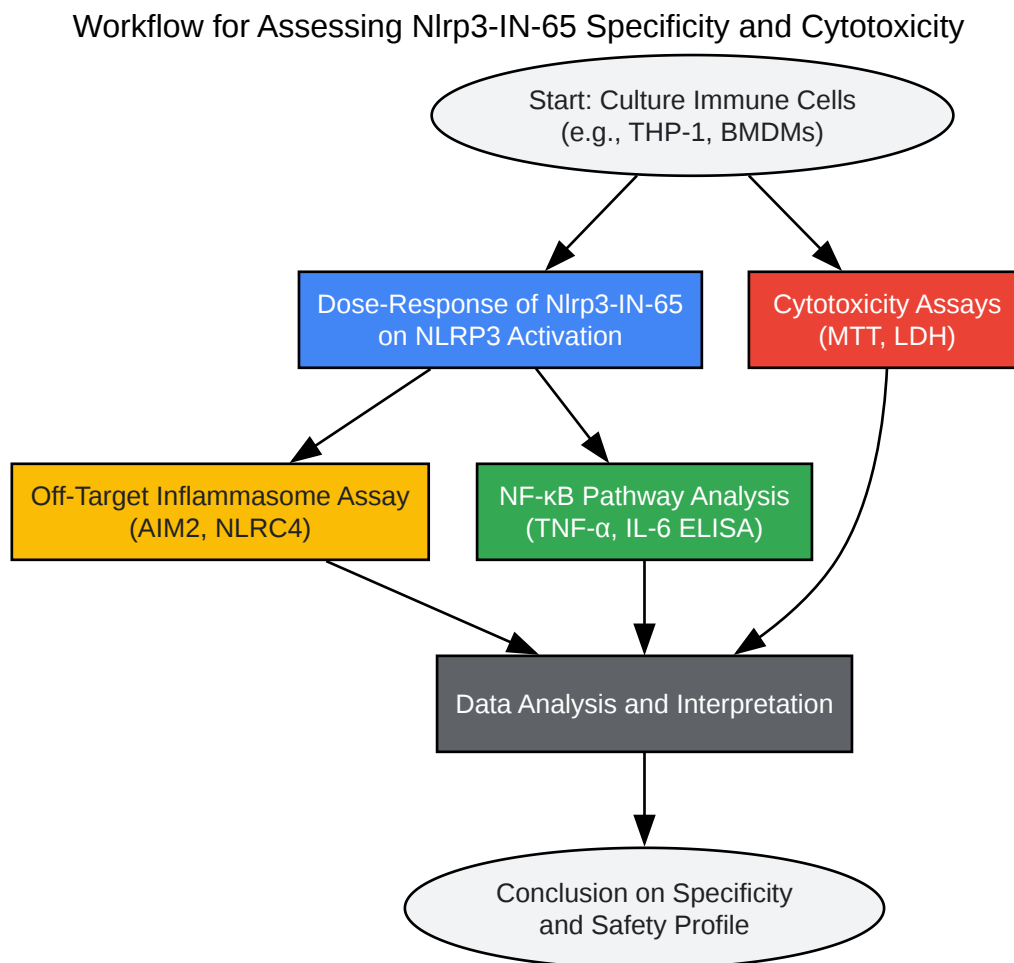 Workflow for Assessing Nlrp3-IN-65 Specificity and Cytotoxicity
Start: Culture Immune Cells
(e.g., THP-1, BMDMs)
Dose-Response of Nlrp3-IN-65
on NLRP3 Activation
Cytotoxicity Assays
(MTT, LDH)
Off-Target Inflammasome Assay
(AIM2, NLRC4)
NF-κB Pathway Analysis
(TNF-α, IL-6 ELISA)
Data Analysis and Interpretation
Conclusion on Specificity
and Safety Profile